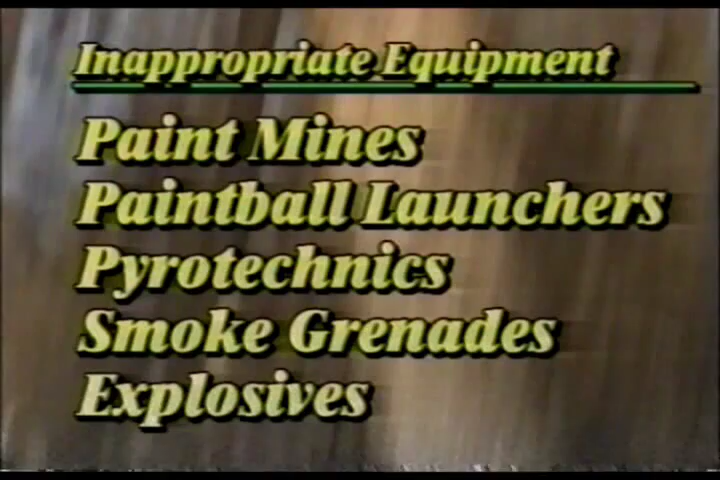 Inappropriate Equipment
Paint Mines
Paintball Launchers
Pyrotechnics
Smoke Grenades
Explosives